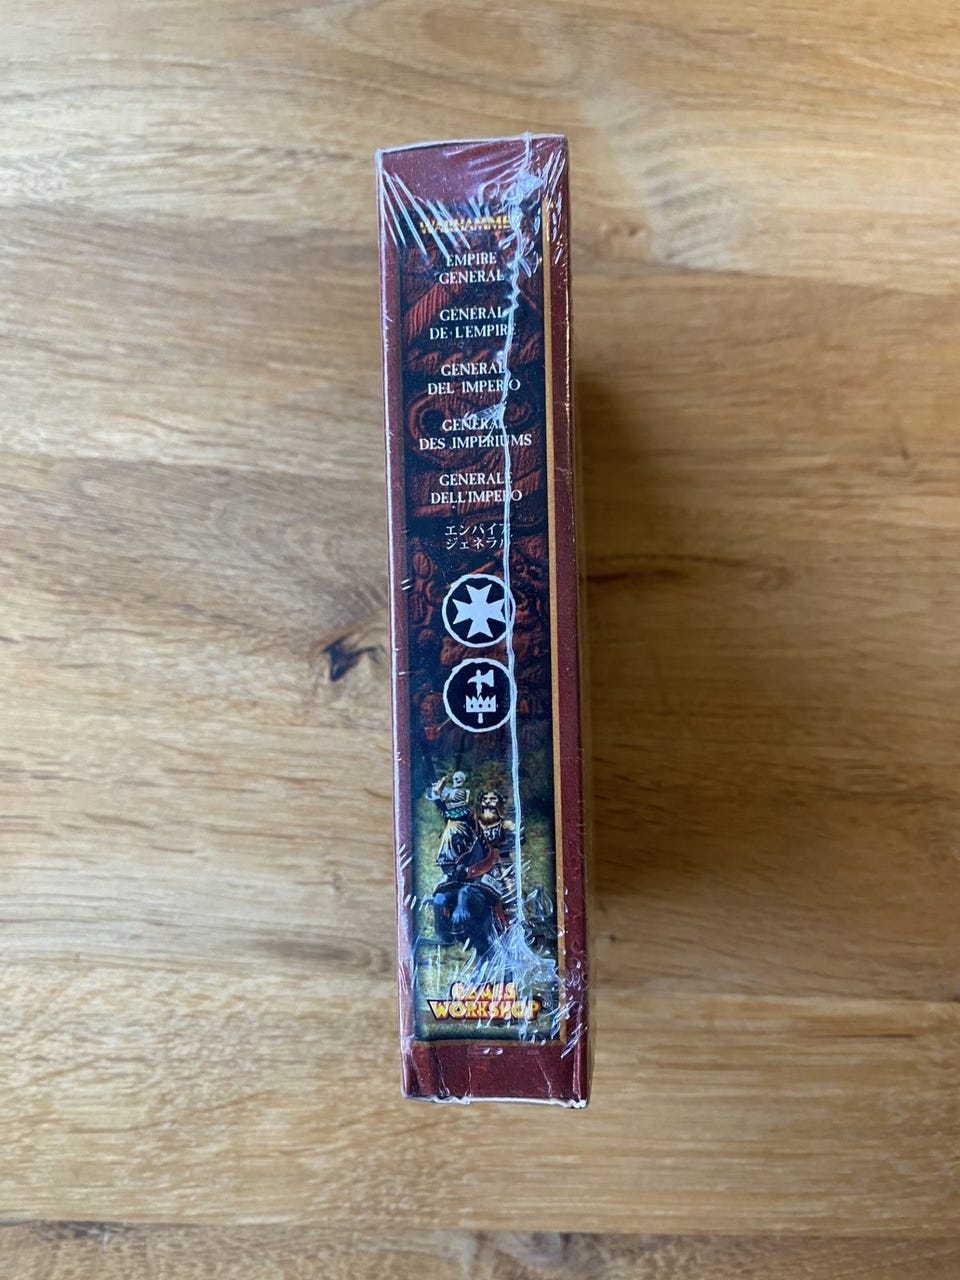 WARHAMMER
EMPIRE
GENERAL
GÉNÉRAL
DE L'EMPIRE
GENERAL
DEL IMPERIO
GENERAL
DES IMPERIUMS
GENERALE
DELL'IMPERO
エンパイア
ジェネラル
GAMES
WORKSHOP